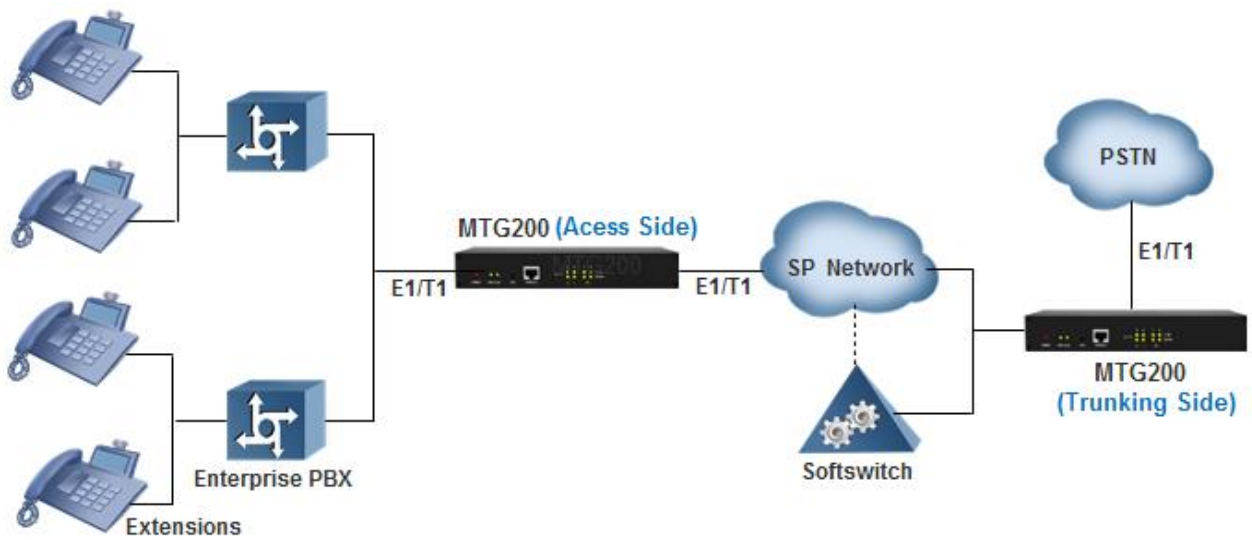 MTG200 (Acess Side)
MTG200
E1/T1
E1/T1
SP Network
PSTN
E1/T1
MTG200
(Trunking Side)
Softswitch
Enterprise PBX
Extensions